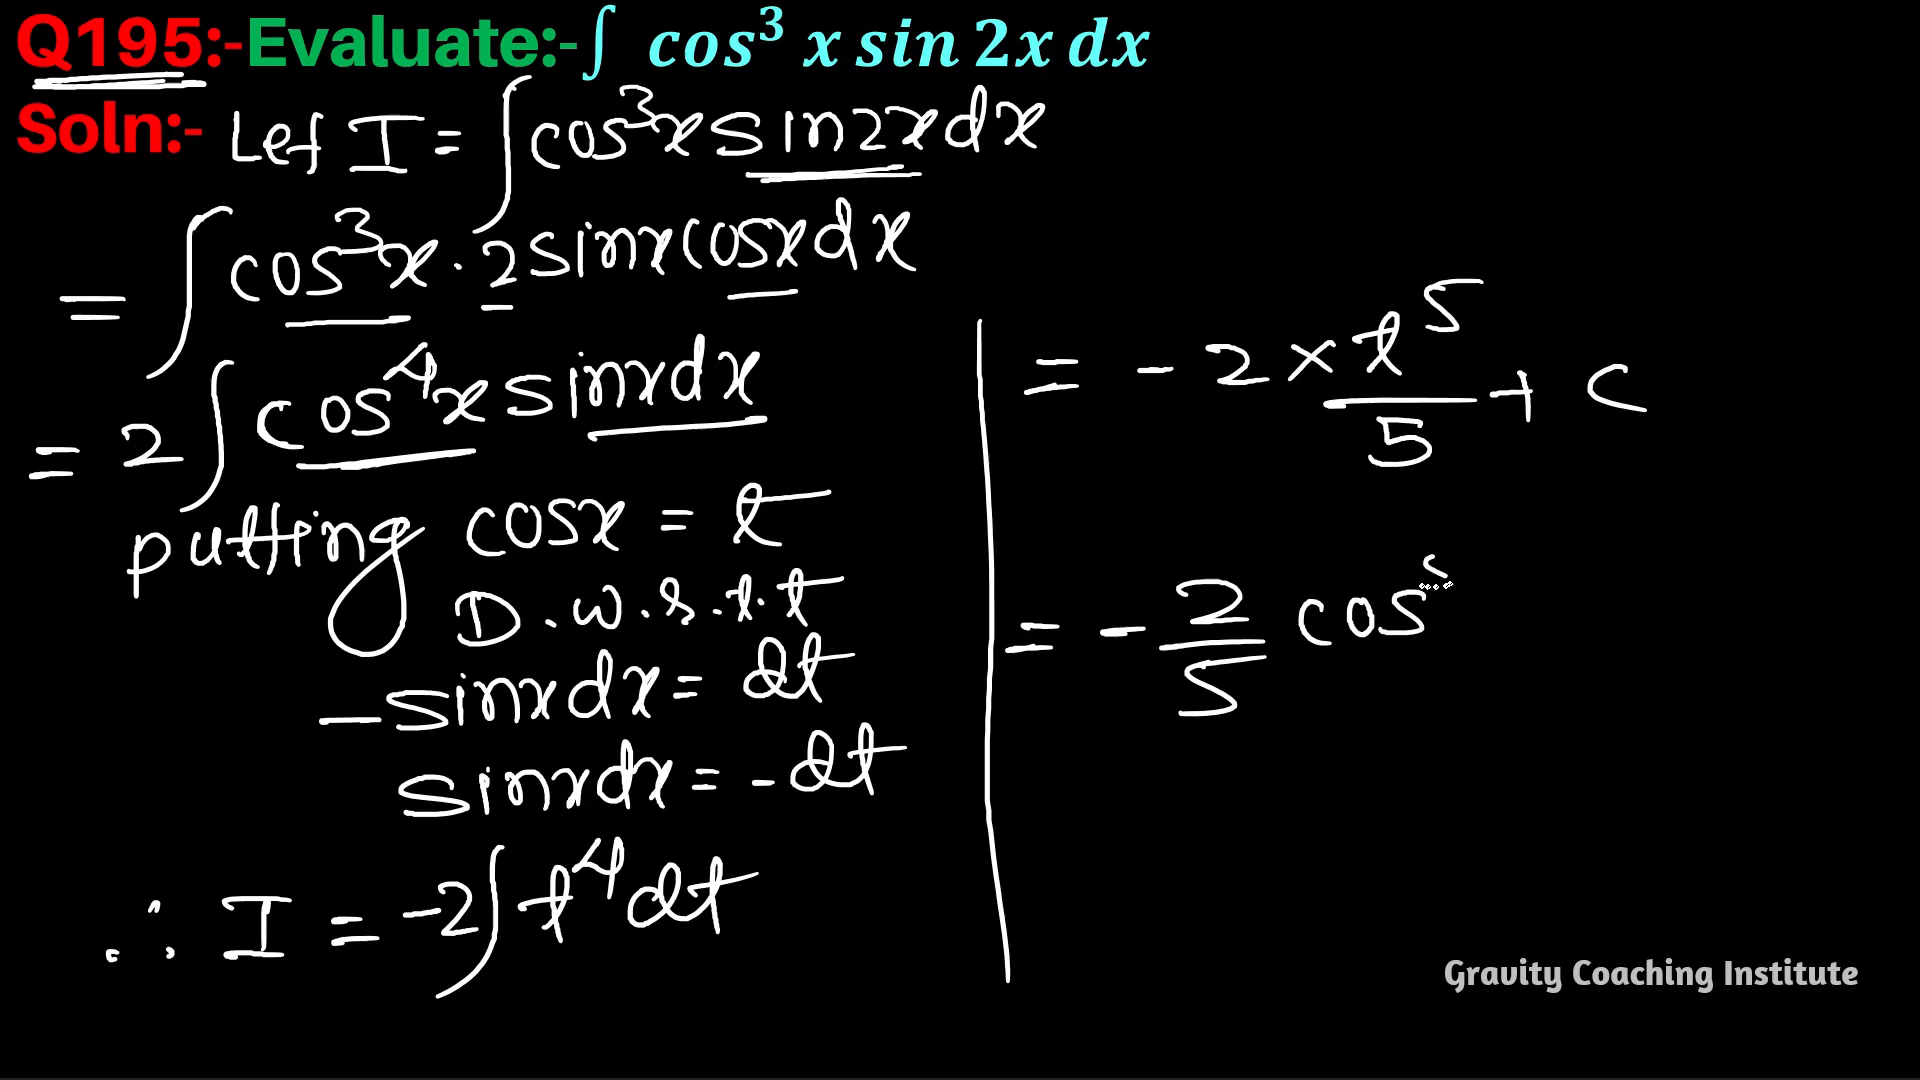 Q195:-Evaluate:-∫ cos³ x sin 2x dx
Soln:- Let I = ∫cos³x sin2x dx
= ∫cos³x · 2sinx cosx dx
= 2∫cos⁴x sinx dx
putting cosx = t
D.w.r.t.t
-sinx dx = dt
sinx dx = -dt
∴ I = -2∫t⁴dt
= -2 × t⁵/5 + c
= -2/5 cos
Gravity Coaching Institute